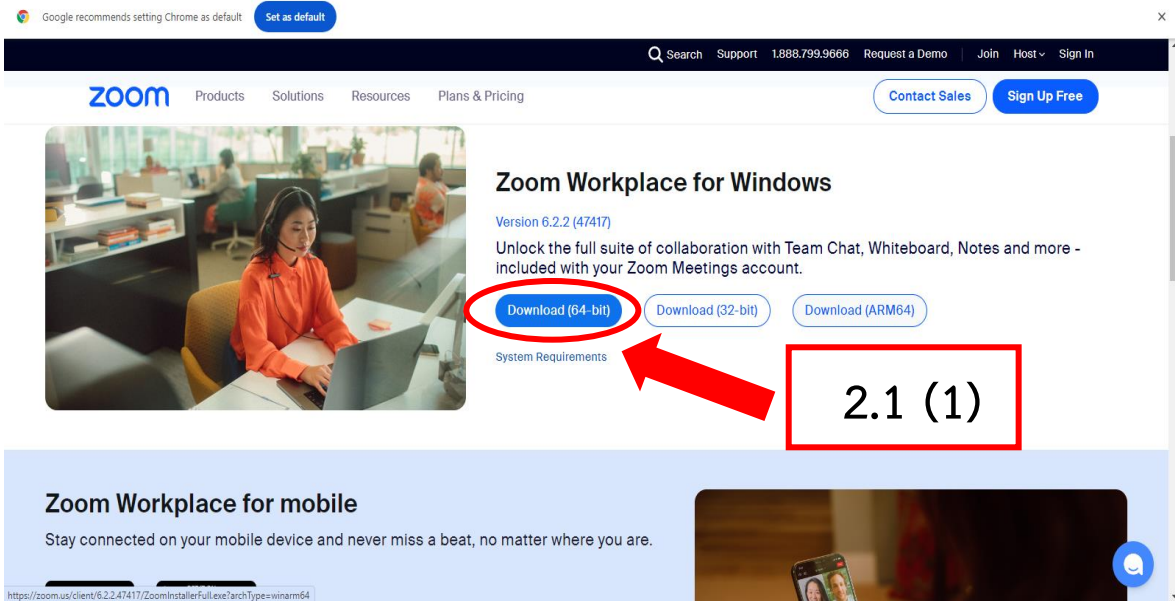 Google recommends setting Chrome as default
Set as default
Search Support 1.888.799.9666 Request a Demo Join Host Sign In
zoom Products Solutions Resources Plans & Pricing Contact Sales Sign Up Free
Zoom Workplace for Windows
Version 6.2.2 (47417)
Unlock the full suite of collaboration with Team Chat, Whiteboard, Notes and more -
included with your Zoom Meetings account.
Download (64-bit) Download (32-bit) Download (ARM64)
System Requirements
2.1 (1)
Zoom Workplace for mobile
Stay connected on your mobile device and never miss a beat, no matter where you are.
https://zoom.us/client/6.2.2.47417/ZoomInstallerFull.exe?archType=winarm64